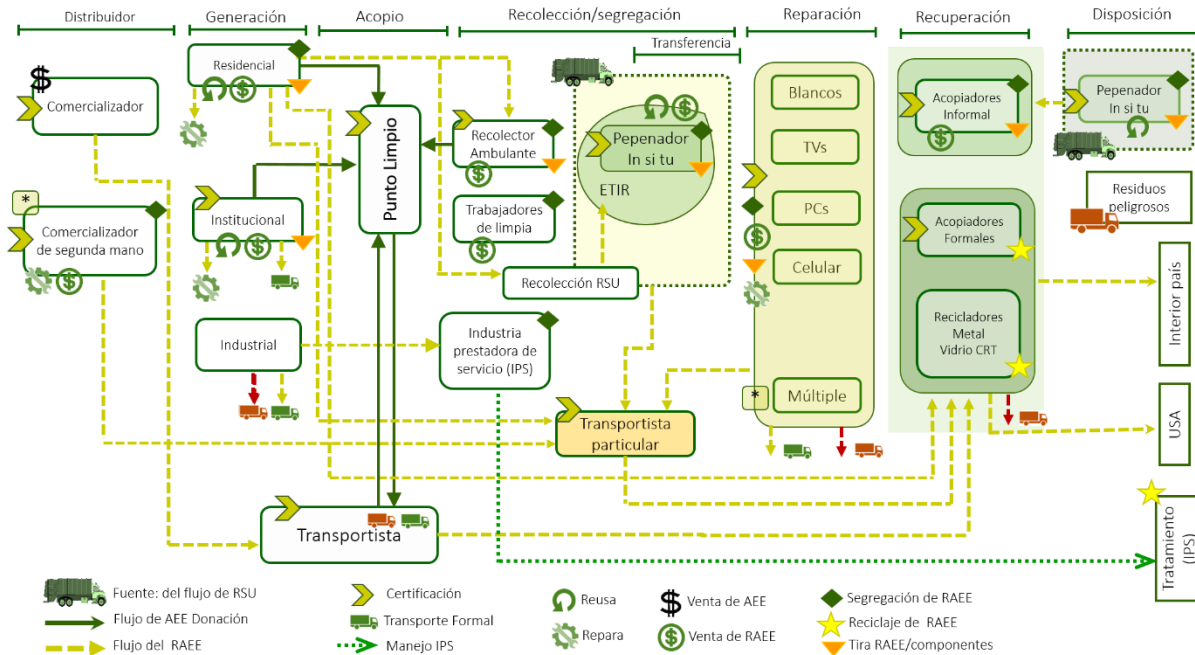 Distribuidor
Generación
Acopio
Recolección/segregación
Reparación
Recuperación
Disposición
Transferencia
$
Comercializador
*
Comercializador
de segunda mano
Residencial
Institucional
Industrial
Punto Limpio
Transportista
Recolector
Ambulante
Trabajadores
de limpia
Recolección RSU
Industria
prestadora de
servicio (IPS)
Pepenador
In si tu
ETIR
Transportista
particular
Blancos
TVs
PCs
Celular
*
Múltiple
Acopiadores
Informal
Acopiadores
Formales
Recicladores
Metal
Vidrio CRT
Pepenador
In si tu
Residuos
peligrosos
Interior país
USA
Tratamiento
(IPS)
Fuente: del flujo de RSU
Flujo de AEE Donación
Flujo del RAEE
Certificación
Transporte Formal
Manejo IPS
Reusa
Repara
$ Venta de AEE
$ Venta de RAEE
Segregación de RAEE
Reciclaje de RAEE
Tira RAEE/componentes